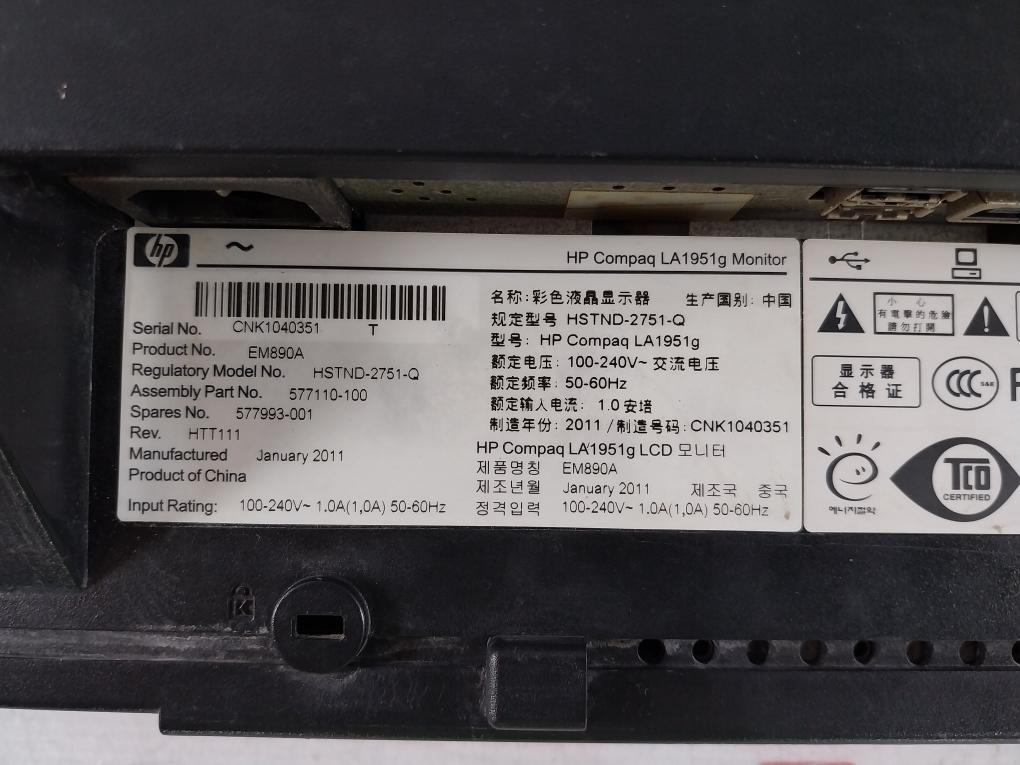 hp
~
HP Compaq LA1951g Monitor
Serial No. CNK1040351 T
Product No. EM890A
Regulatory Model No. HSTND-2751-Q
Assembly Part No. 577110-100
Spares No. 577993-001
Rev. HTT111
Manufactured January 2011
Product of China
Input Rating: 100-240V~ 1.0A(1,0A) 50-60Hz
名称:彩色液晶显示器 生产国别:中国
规定型号 HSTND-2751-Q
型号: HP Compaq LA1951g
额定电压: 100-240V~ 交流电压
额定频率: 50-60Hz
额定输入电流: 1.0 安培
制造年份: 2011 / 制造号码: CNK1040351
HP Compaq LA1951g LCD 모니터
제품명칭 EM890A
제조년월 January 2011 제조국 중국
정격입력 100-240V~ 1.0A(1,0A) 50-60Hz
小心
有電擊的危險
請勿打開
显示器
合格证
CCC S&E
에너지절약
TCO
CERTIFIED
K